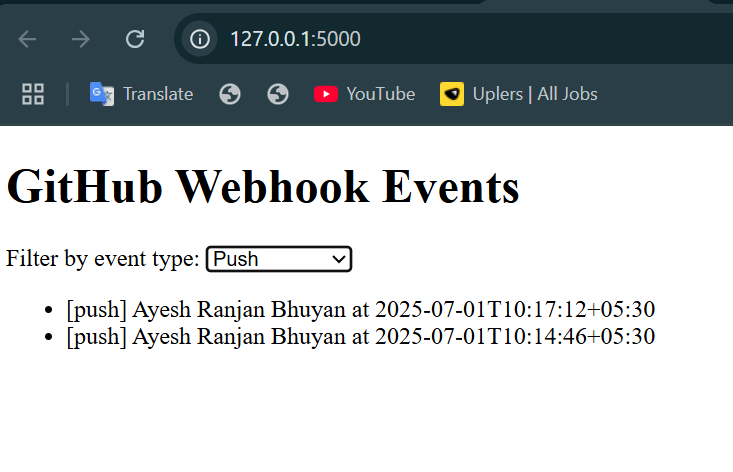 127.0.0.1:5000
Translate YouTube Uplers | All Jobs
GitHub Webhook Events
Filter by event type: Push
• [push] Ayesh Ranjan Bhuyan at 2025-07-01T10:17:12+05:30
• [push] Ayesh Ranjan Bhuyan at 2025-07-01T10:14:46+05:30